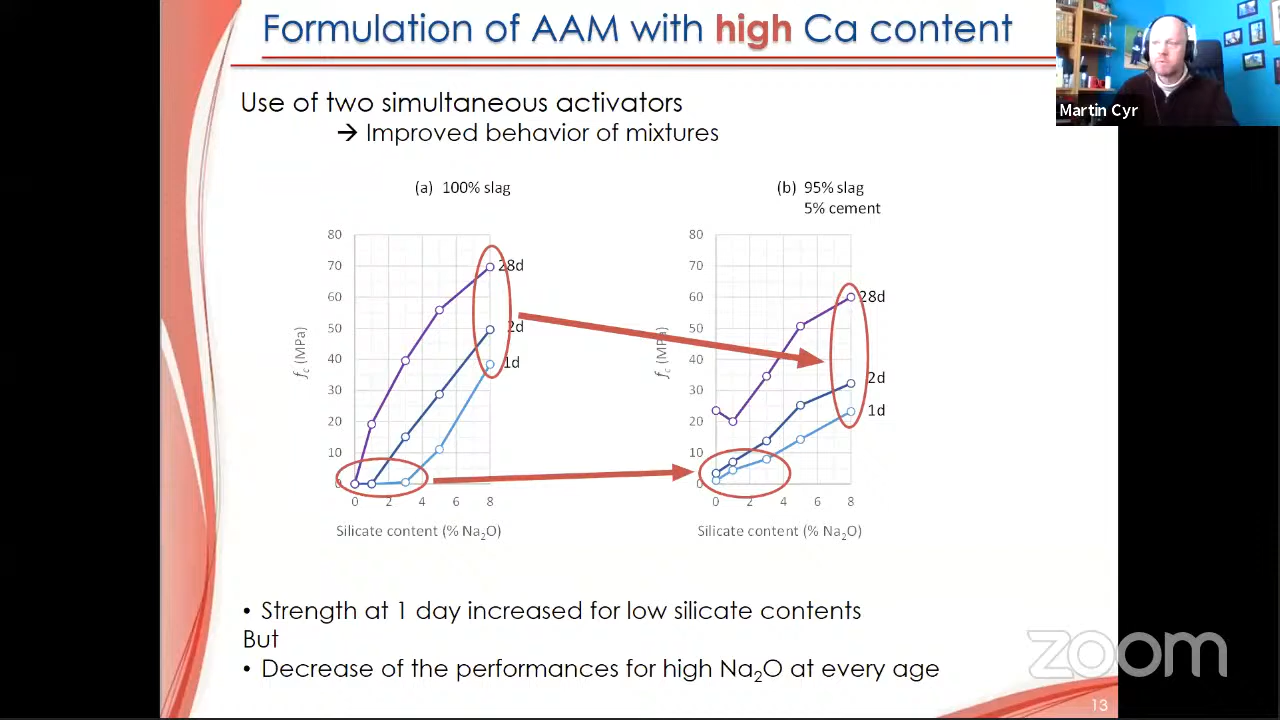 Formulation of AAM with high Ca content
Martin Cyr
Use of two simultaneous activators
→ Improved behavior of mixtures
(a) 100% slag
80
70
60
50
40
30
20
10
0
fc (MPa)
28d
2d
1d
0 2 4 6 8
Silicate content (% Na2O)
(b) 95% slag
5% cement
80
70
60
50
40
30
20
10
0
fc (MPa)
28d
2d
1d
0 2 4 6 8
Silicate content (% Na2O)
• Strength at 1 day increased for low silicate contents
But
• Decrease of the performances for high Na2O at every age
zoom
13